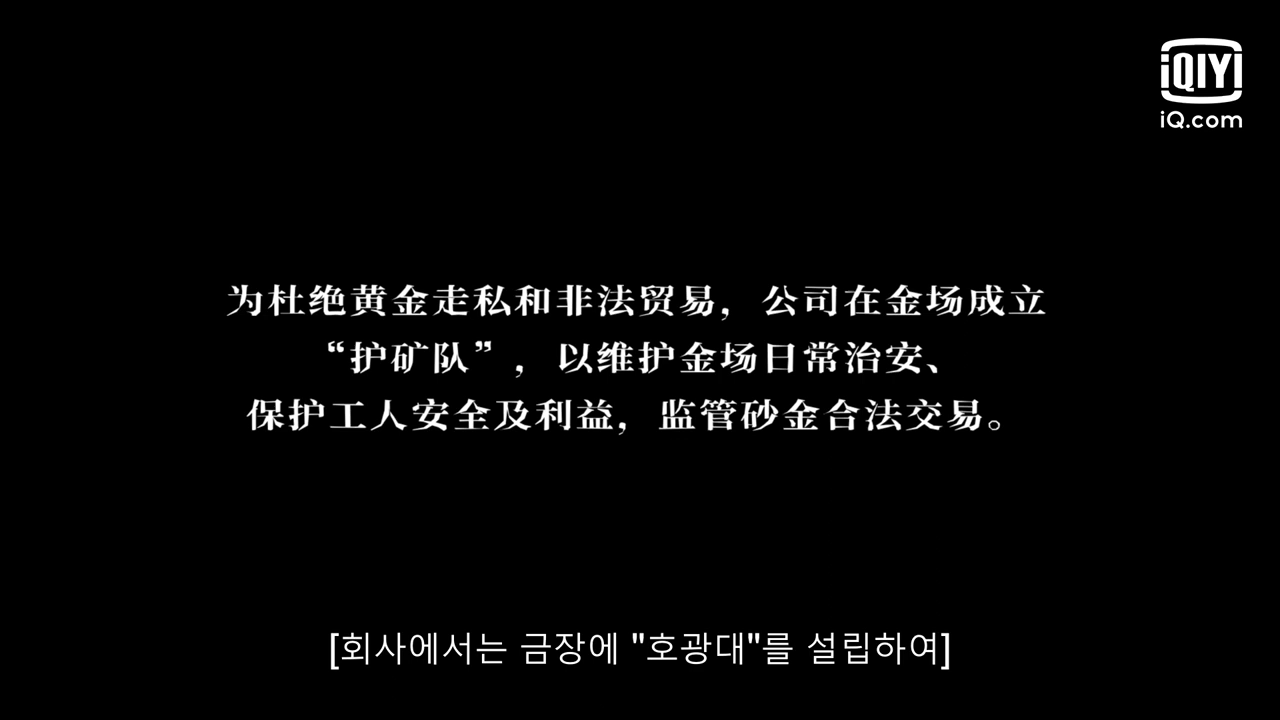 iQIYI
iQ.com
为杜绝黄金走私和非法贸易，公司在金场成立
“护矿队”，以维护金场日常治安、
保护工人安全及利益，监管砂金合法交易。
[회사에서는 금장에 "호광대"를 설립하여]